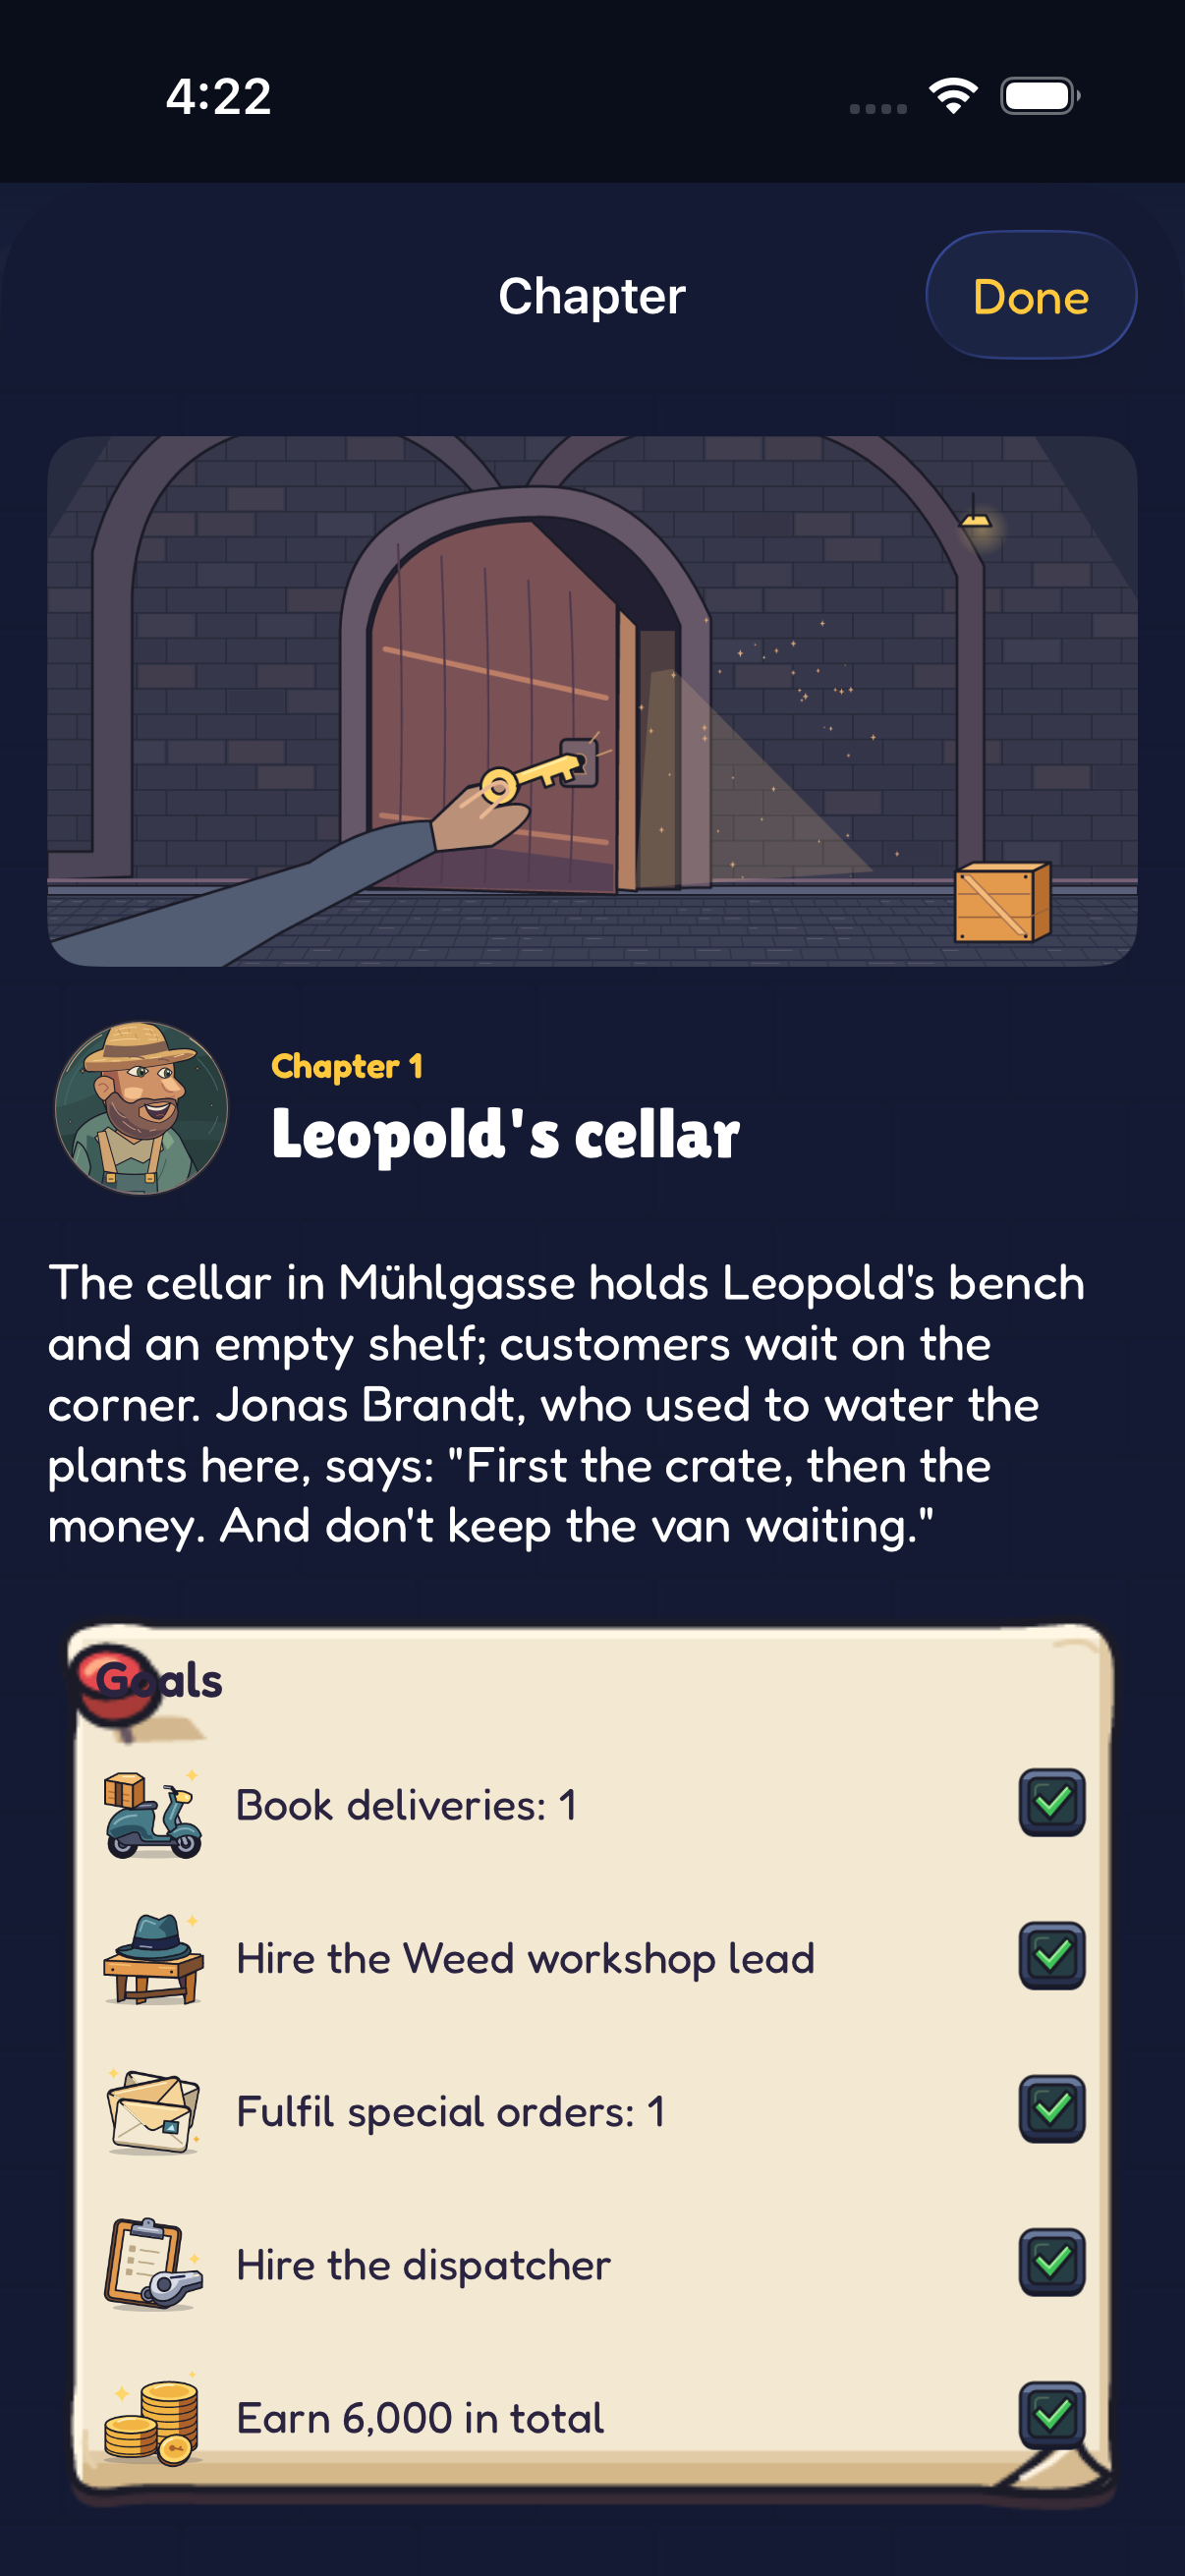 4:22
Chapter
Done
Chapter 1
Leopold's cellar
The cellar in Mühlgasse holds Leopold's bench
and an empty shelf; customers wait on the
corner. Jonas Brandt, who used to water the
plants here, says: "First the crate, then the
money. And don't keep the van waiting."
Goals
Book deliveries: 1
Hire the Weed workshop lead
Fulfil special orders: 1
Hire the dispatcher
Earn 6,000 in total